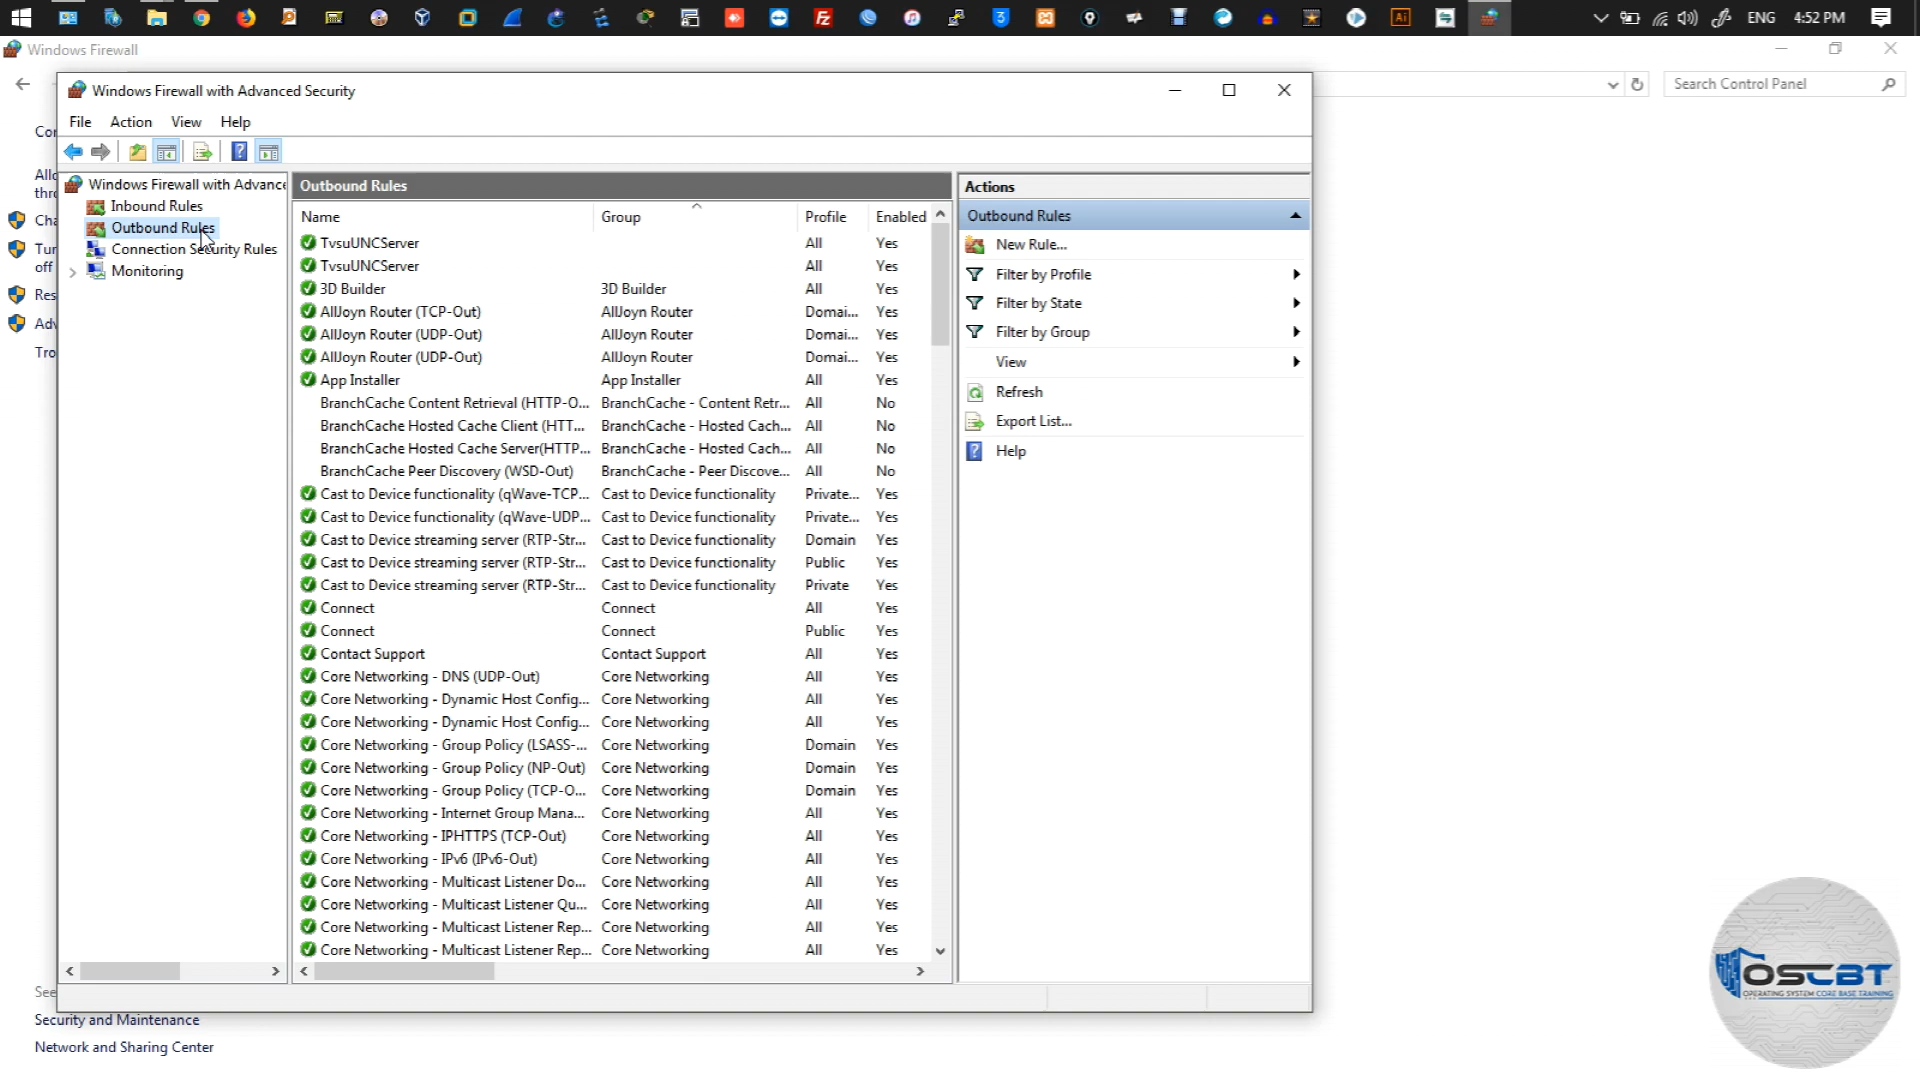 ENG 4:52 PM
Windows Firewall
Search Control Panel
Windows Firewall with Advanced Security
File Action View Help
Windows Firewall with Advance
Inbound Rules
Outbound Rules
Connection Security Rules
Monitoring
Outbound Rules
Name Group Profile Enabled
TvsuUNCServer All Yes
TvsuUNCServer All Yes
3D Builder 3D Builder All Yes
AllJoyn Router (TCP-Out) AllJoyn Router Domai... Yes
AllJoyn Router (UDP-Out) AllJoyn Router Domai... Yes
AllJoyn Router (UDP-Out) AllJoyn Router Domai... Yes
App Installer App Installer All Yes
BranchCache Content Retrieval (HTTP-O... BranchCache - Content Retr... All No
BranchCache Hosted Cache Client (HTT... BranchCache - Hosted Cach... All No
BranchCache Hosted Cache Server(HTTP... BranchCache - Hosted Cach... All No
BranchCache Peer Discovery (WSD-Out) BranchCache - Peer Discove... All No
Cast to Device functionality (qWave-TCP... Cast to Device functionality Private... Yes
Cast to Device functionality (qWave-UDP... Cast to Device functionality Private... Yes
Cast to Device streaming server (RTP-Str... Cast to Device functionality Domain Yes
Cast to Device streaming server (RTP-Str... Cast to Device functionality Public Yes
Cast to Device streaming server (RTP-Str... Cast to Device functionality Private Yes
Connect Connect All Yes
Connect Connect Public Yes
Contact Support Contact Support All Yes
Core Networking - DNS (UDP-Out) Core Networking All Yes
Core Networking - Dynamic Host Config... Core Networking All Yes
Core Networking - Dynamic Host Config... Core Networking All Yes
Core Networking - Group Policy (LSASS-... Core Networking Domain Yes
Core Networking - Group Policy (NP-Out) Core Networking Domain Yes
Core Networking - Group Policy (TCP-O... Core Networking Domain Yes
Core Networking - Internet Group Mana... Core Networking All Yes
Core Networking - IPHTTPS (TCP-Out) Core Networking All Yes
Core Networking - IPv6 (IPv6-Out) Core Networking All Yes
Core Networking - Multicast Listener Do... Core Networking All Yes
Core Networking - Multicast Listener Qu... Core Networking All Yes
Core Networking - Multicast Listener Rep... Core Networking All Yes
Core Networking - Multicast Listener Rep... Core Networking All Yes
Actions
Outbound Rules
New Rule...
Filter by Profile
Filter by State
Filter by Group
View
Refresh
Export List...
Help
Con
Allo
thro
Cha
Turn
off
Res
Adv
Tro
See
Security and Maintenance
Network and Sharing Center
OSCBT
OPERATING SYSTEM CORE BASE TRAINING